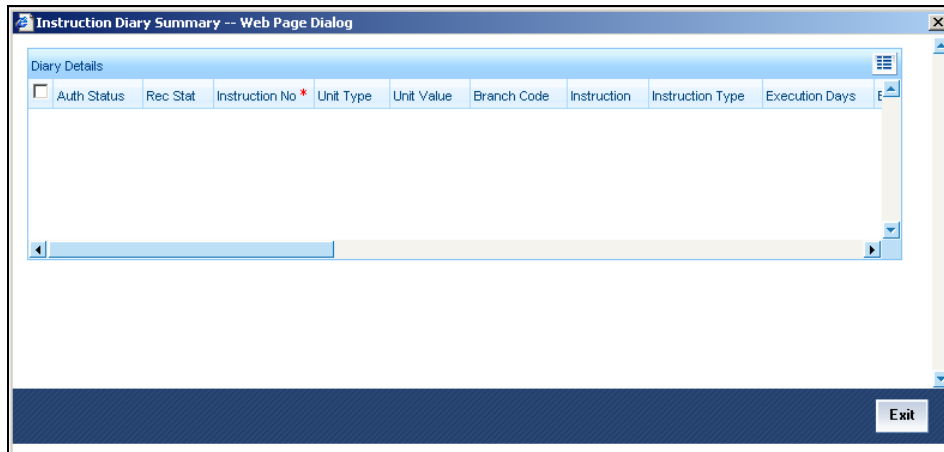 Instruction Diary Summary -- Web Page Dialog
Diary Details
Auth Status Rec Stat Instruction No * Unit Type Unit Value Branch Code Instruction Instruction Type Execution Days
Exit